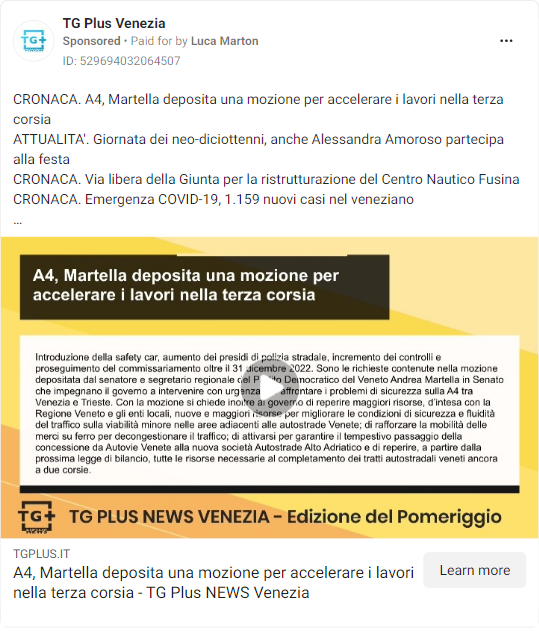 TG Plus Venezia
Sponsored • Paid for by Luca Marton
ID: 529694032064507
CRONACA. A4, Martella deposita una mozione per accelerare i lavori nella terza
corsia
ATTUALITA'. Giornata dei neo-diciottenni, anche Alessandra Amoroso partecipa
alla festa
CRONACA. Via libera della Giunta per la ristrutturazione del Centro Nautico Fusina
CRONACA. Emergenza COVID-19, 1.159 nuovi casi nel veneziano
...
A4, Martella deposita una mozione per
accelerare i lavori nella terza corsia
Introduzione della safety car, aumento dei presidi di polizia stradale, incremento dei controlli e
proseguimento del commissariamento oltre il 31 dicembre 2022. Sono le richieste contenute nella mozione
depositata dal senatore e segretario regionale del Democratico del Veneto Andrea Martella in Senato
che impegnano il governo a intervenire con affrontare i problemi di sicurezza sulla A4 tra
Venezia e Trieste. Con la mozione si chiede al governo di reperire maggiori risorse, d'intesa con la
Regione Veneto e gli enti locali, nuove e maggiori per migliorare le condizioni di sicurezza e fluidità
del traffico sulla viabilità minore nelle aree adiacenti alle autostrade Venete; di rafforzare la mobilità delle
merci su ferro per decongestionare il traffico; di attivarsi per garantire il tempestivo passaggio della
concessione da Autovie Venete alla nuova società Autostrade Alto Adriatico e di reperire, a partire dalla
prossima legge di bilancio, tutte le risorse necessarie al completamento dei tratti autostradali veneti ancora
a due corsie.
TG+
NEWS
TG PLUS NEWS VENEZIA - Edizione del Pomeriggio
TGPLUS.IT
A4, Martella deposita una mozione per accelerare i lavori
nella terza corsia - TG Plus NEWS Venezia
Learn more